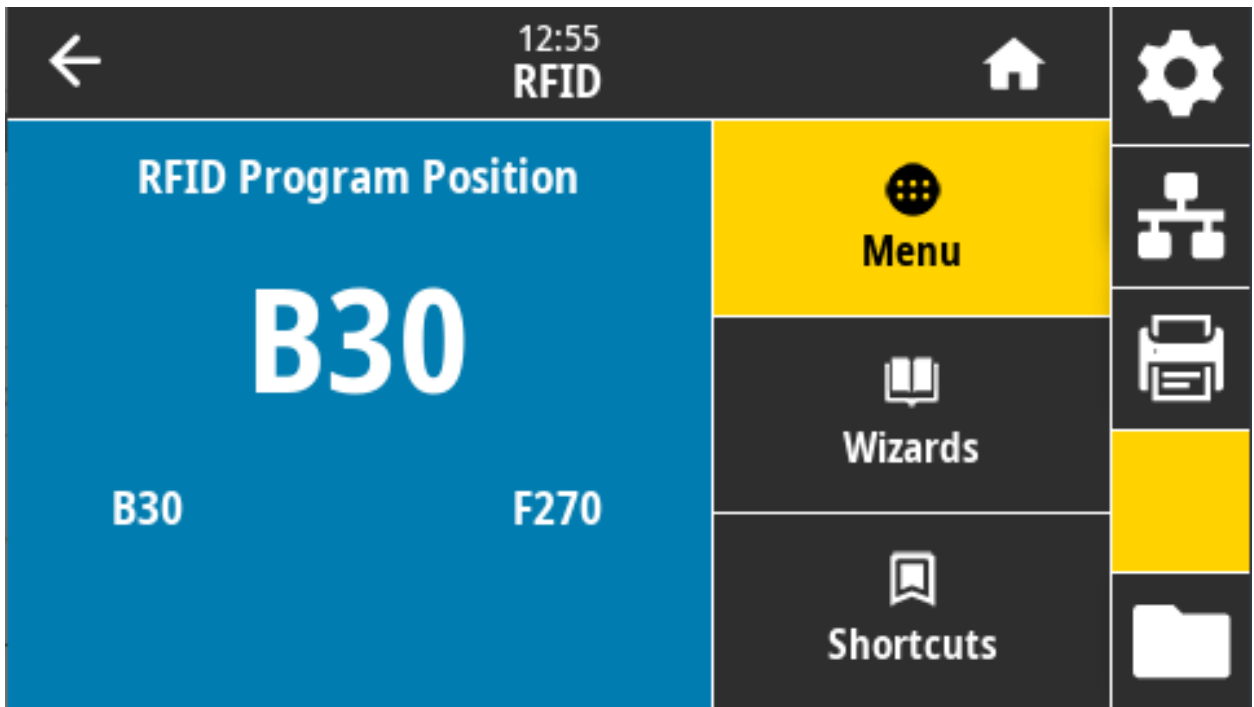 12:55
RFID
RFID Program Position
B30
B30 F270
Menu
Wizards
Shortcuts